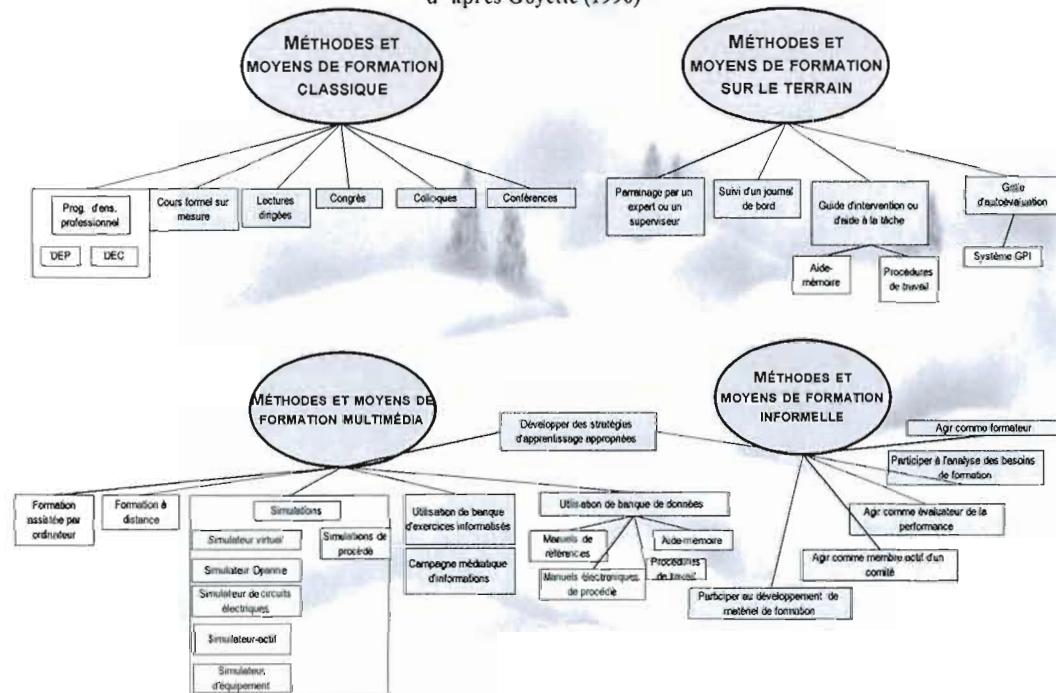 d'après Goyette (1990)
MÉTHODES ET
MOYENS DE FORMATION
CLASSIQUE
Prog. d'ens.
professionnel
DEP
DEC
Cours formel sur
mesure
Lectures
dirigées
Congrès
Colloques
Conférences
MÉTHODES ET
MOYENS DE FORMATION
SUR LE TERRAIN
Parrainage par un
expert ou un
superviseur
Suivi d'un journal
de bord
Guide d'intervention ou
d'aide à la tâche
Aide-
mémoire
Procédures
de travail
Grille
d'autoévaluation
Système GPI
MÉTHODES ET MOYENS DE
FORMATION MULTIMÉDIA
Développer des stratégies
d'apprentissage appropriées
Formation
assistée par
ordinateur
Formation à
distance
Simulations
Simulateur virtuel
Simulateur
Simulateur de circuits
électriques
Simulateur-actif
Simulateur
d'équipement
Simulations de
procédé
Utilisation de banque
d'exercices informatisés
Campagne médiatique
d'informations
Utilisation de banque de données
Manuels de
références
Manuels électroniques
de procédie
Aide-mémoire
Procédures
de travail
MÉTHODES ET
MOYENS DE FORMATION
INFORMELLE
Agir comme formateur
Participer à l'analyse des besoins
de formation
Agir comme évaluateur de la
performance
Agir comme membre actif d'un
comité
Participer au développement de
matériel de formation